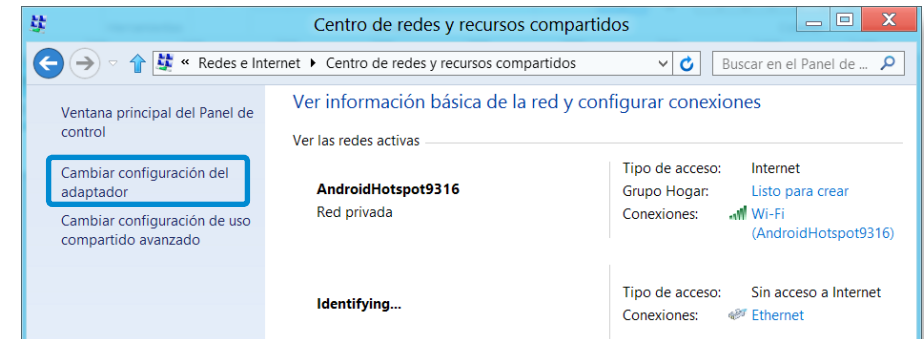 Centro de redes y recursos compartidos
« Redes e Internet ▸ Centro de redes y recursos compartidos
Buscar en el Panel de ...
Ventana principal del Panel de
control
Cambiar configuración del
adaptador
Cambiar configuración de uso
compartido avanzado
Ver información básica de la red y configurar conexiones
Ver las redes activas
AndroidHotspot9316
Red privada
Tipo de acceso: Internet
Grupo Hogar: Listo para crear
Conexiones: Wi-Fi
(AndroidHotspot9316)
Identifying...
Tipo de acceso: Sin acceso a Internet
Conexiones: Ethernet